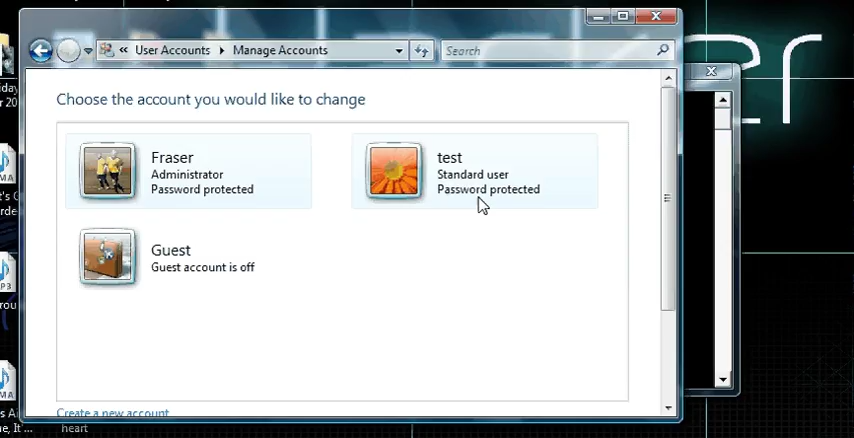 « User Accounts ▸ Manage Accounts
Search
Choose the account you would like to change
Fraser
Administrator
Password protected
test
Standard user
Password protected
Guest
Guest account is off
Create a new account
heart